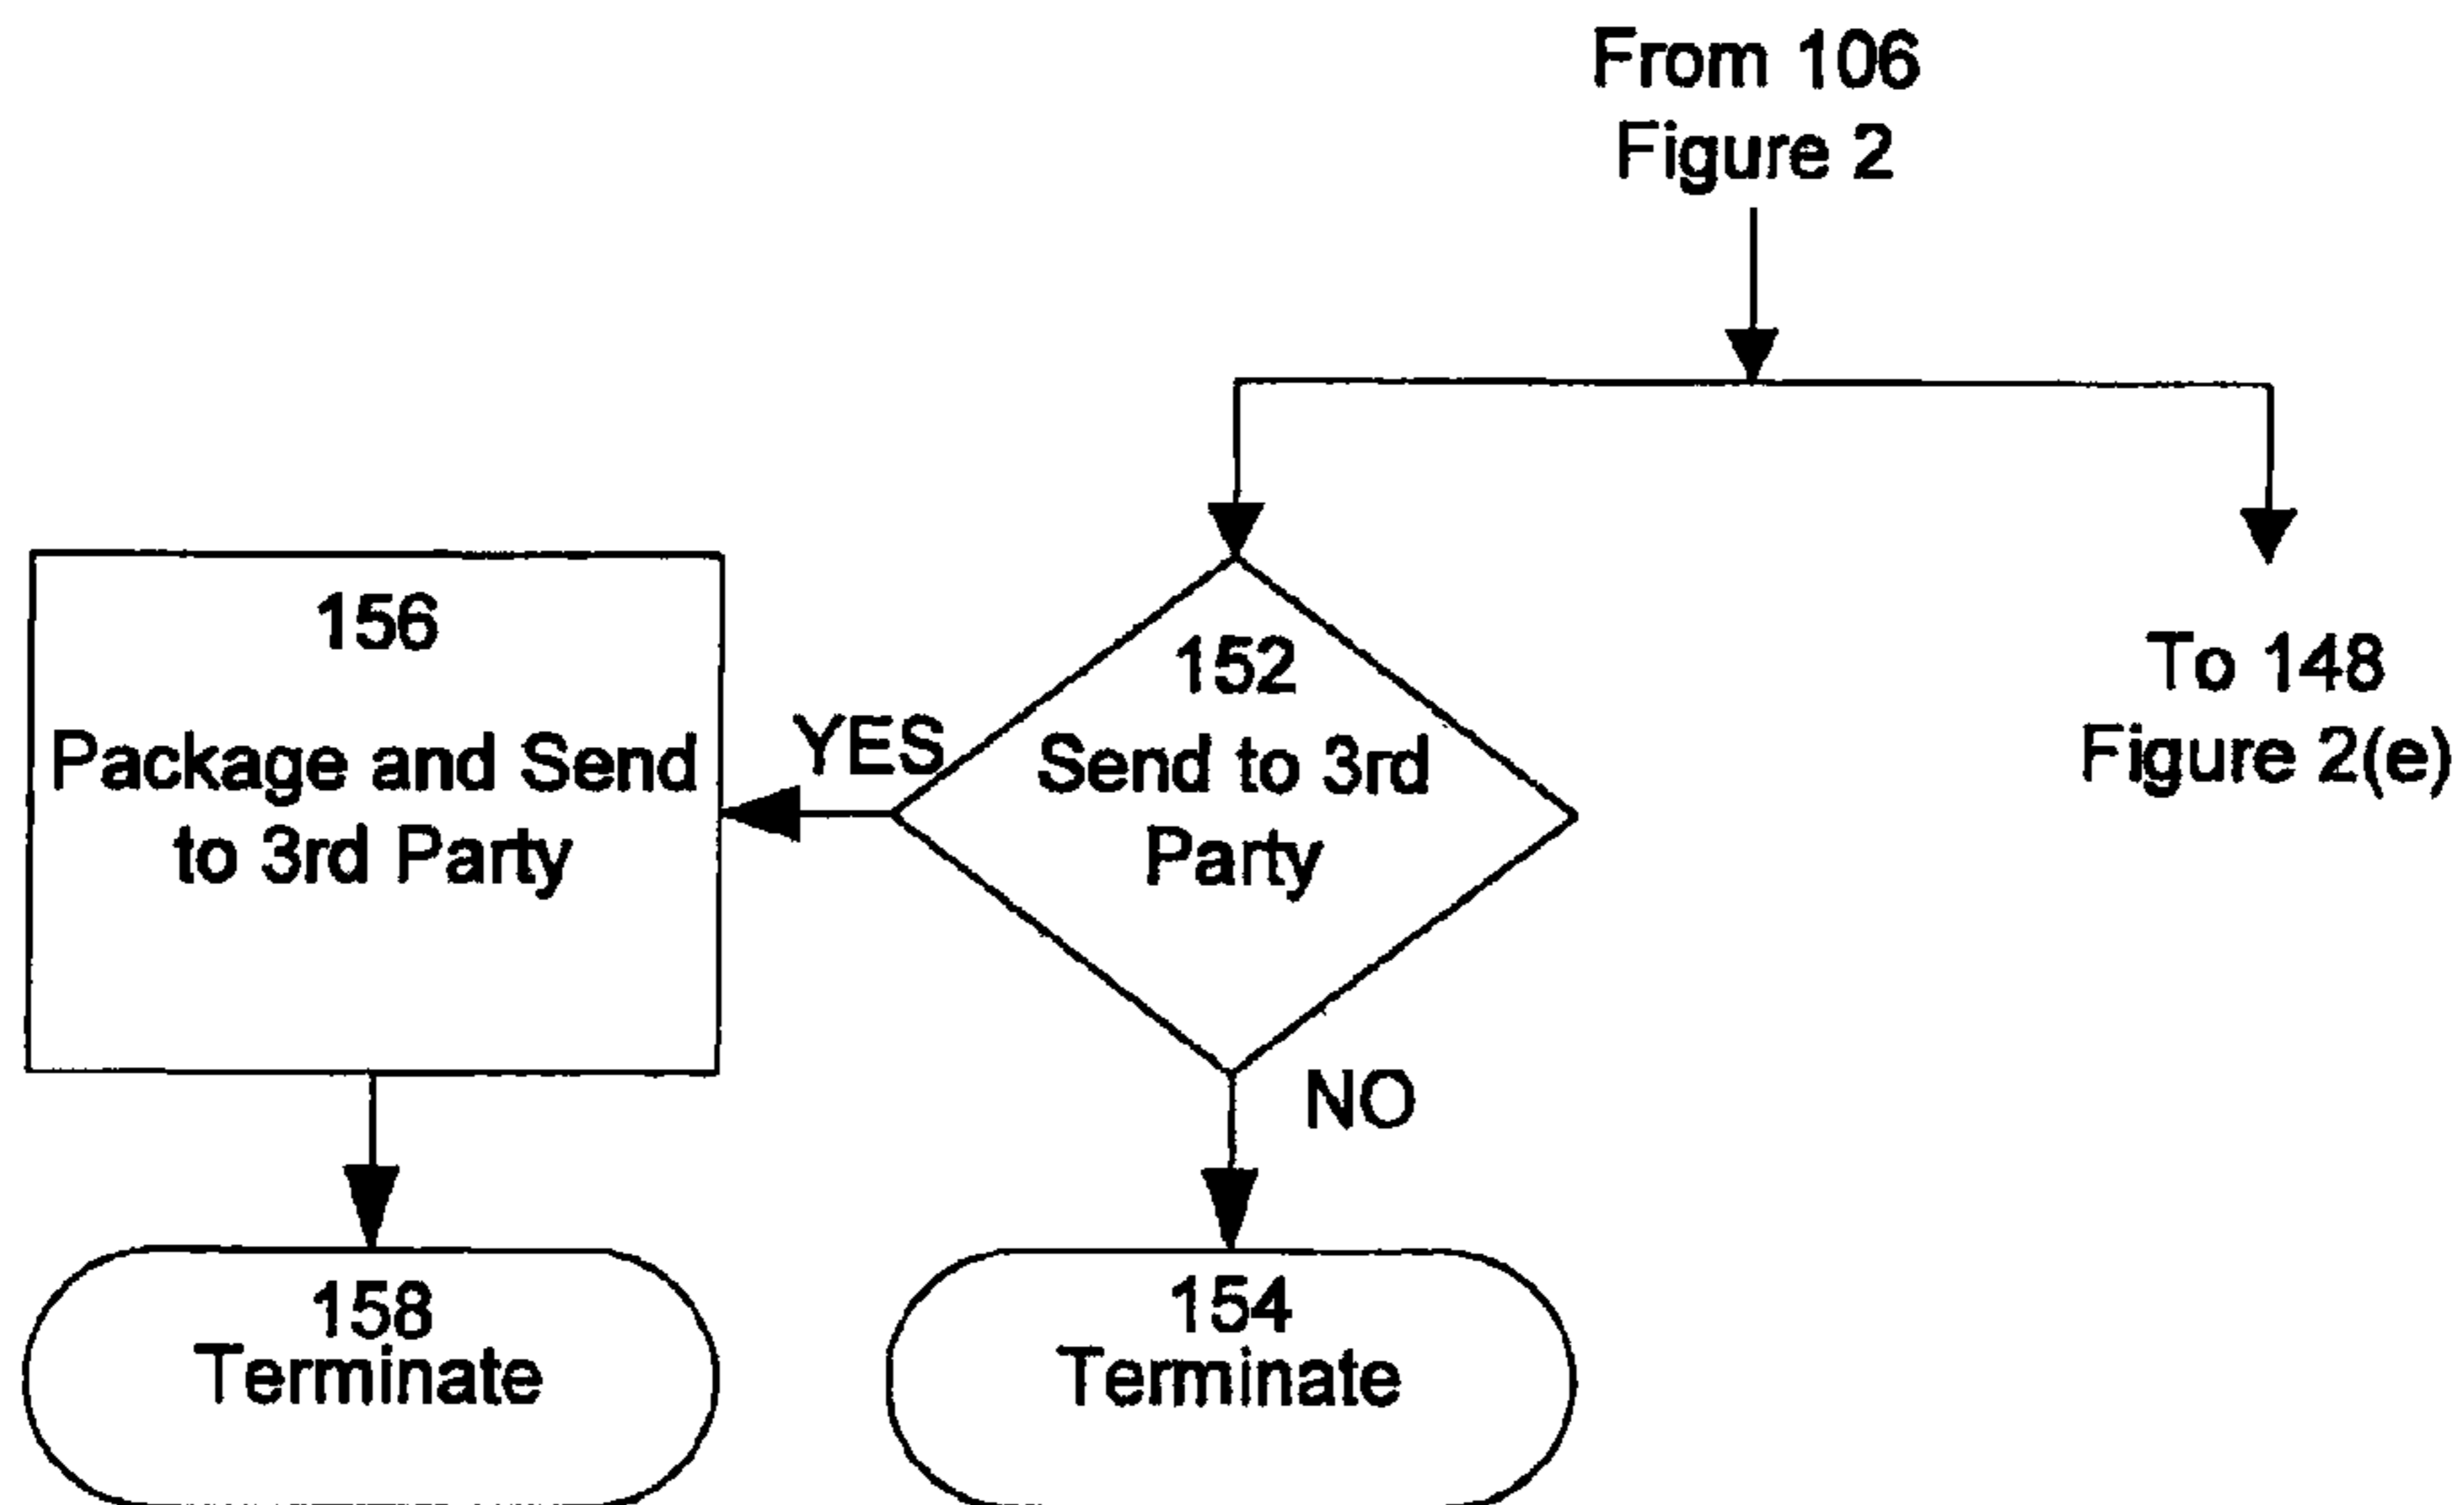 From 106
Figure 2
156
Package and Send
to 3rd Party
YES
152
Send to 3rd
Party
To 148
Figure 2(e)
NO
158
Terminate
154
Terminate